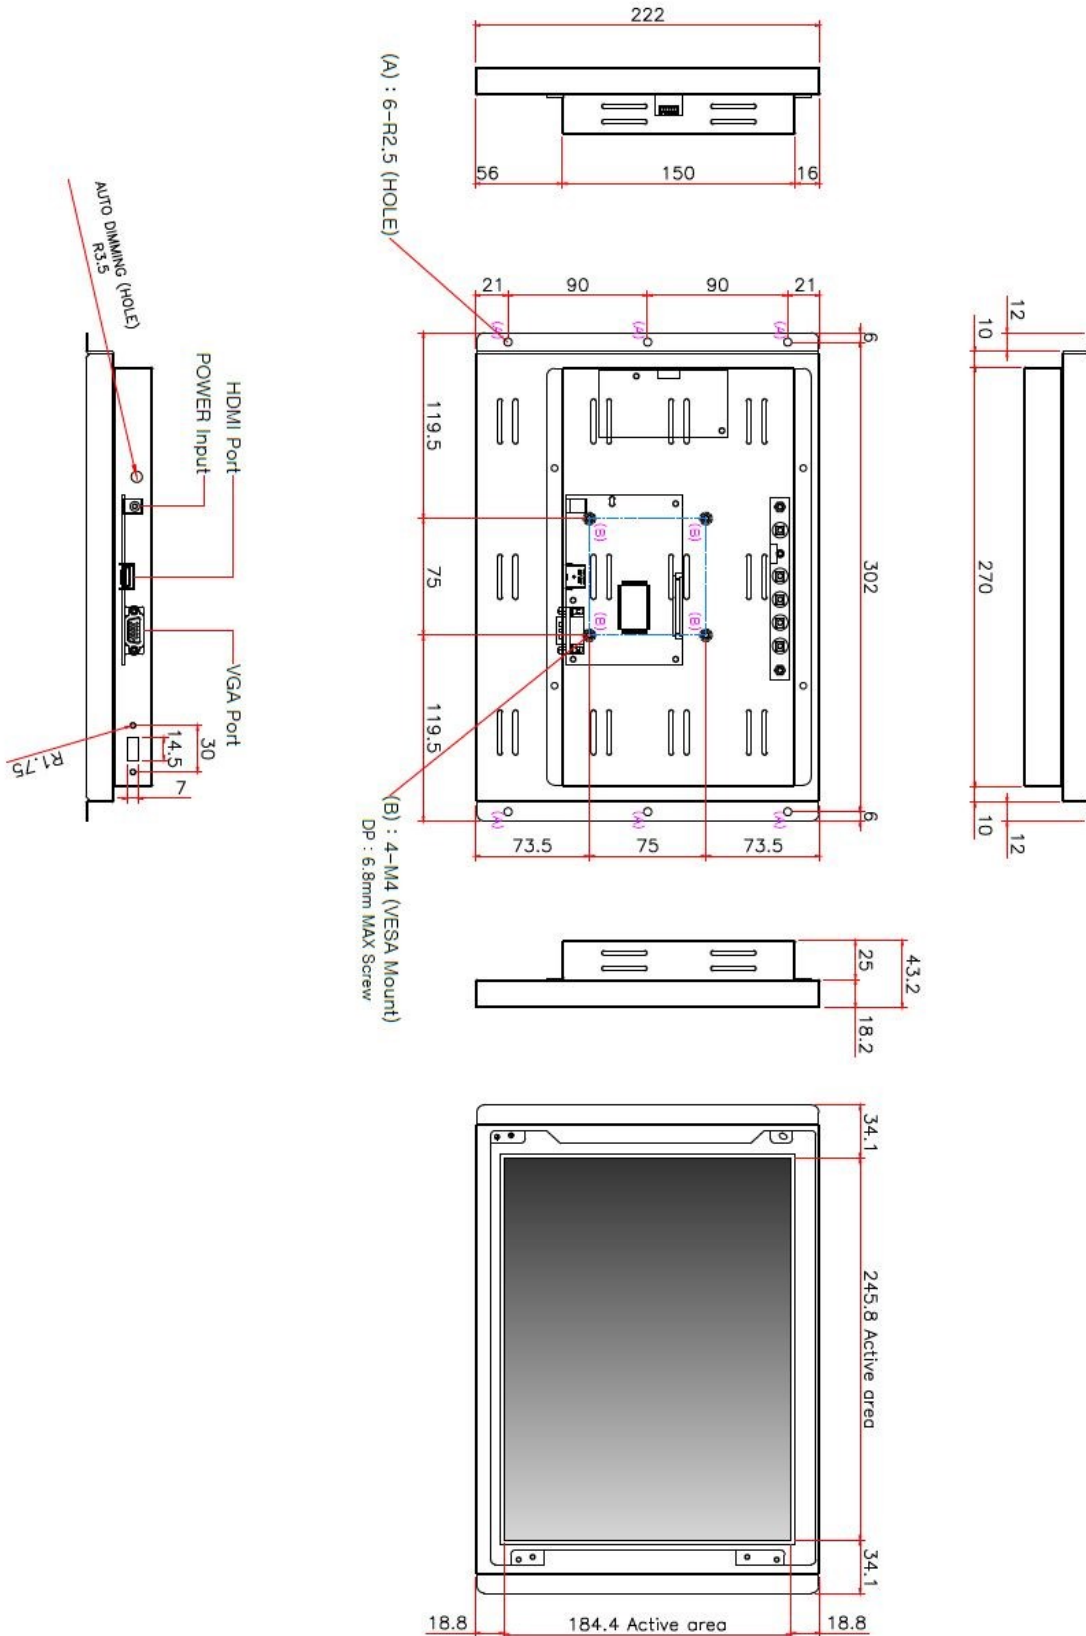 222
56
150
16
(A) : 6-R2.5 (HOLE)
21
90
90
21
(A)
(A)
(A)
6
12
10
119.5
75
119.5
302
270
(B)
(B)
(B)
(B)
(A)
(A)
(A)
6
10
12
73.5
75
73.5
(B) : 4-M4 (VESA Mount)
DP : 6.8mm MAX Screw
AUTO DIMMING (HOLE)
R3.5
POWER Input
HDMI Port
VGA Port
30
14.5
7
R1.75
25
43.2
18.2
34.1
245.8 Active area
34.1
18.8
184.4 Active area
18.8